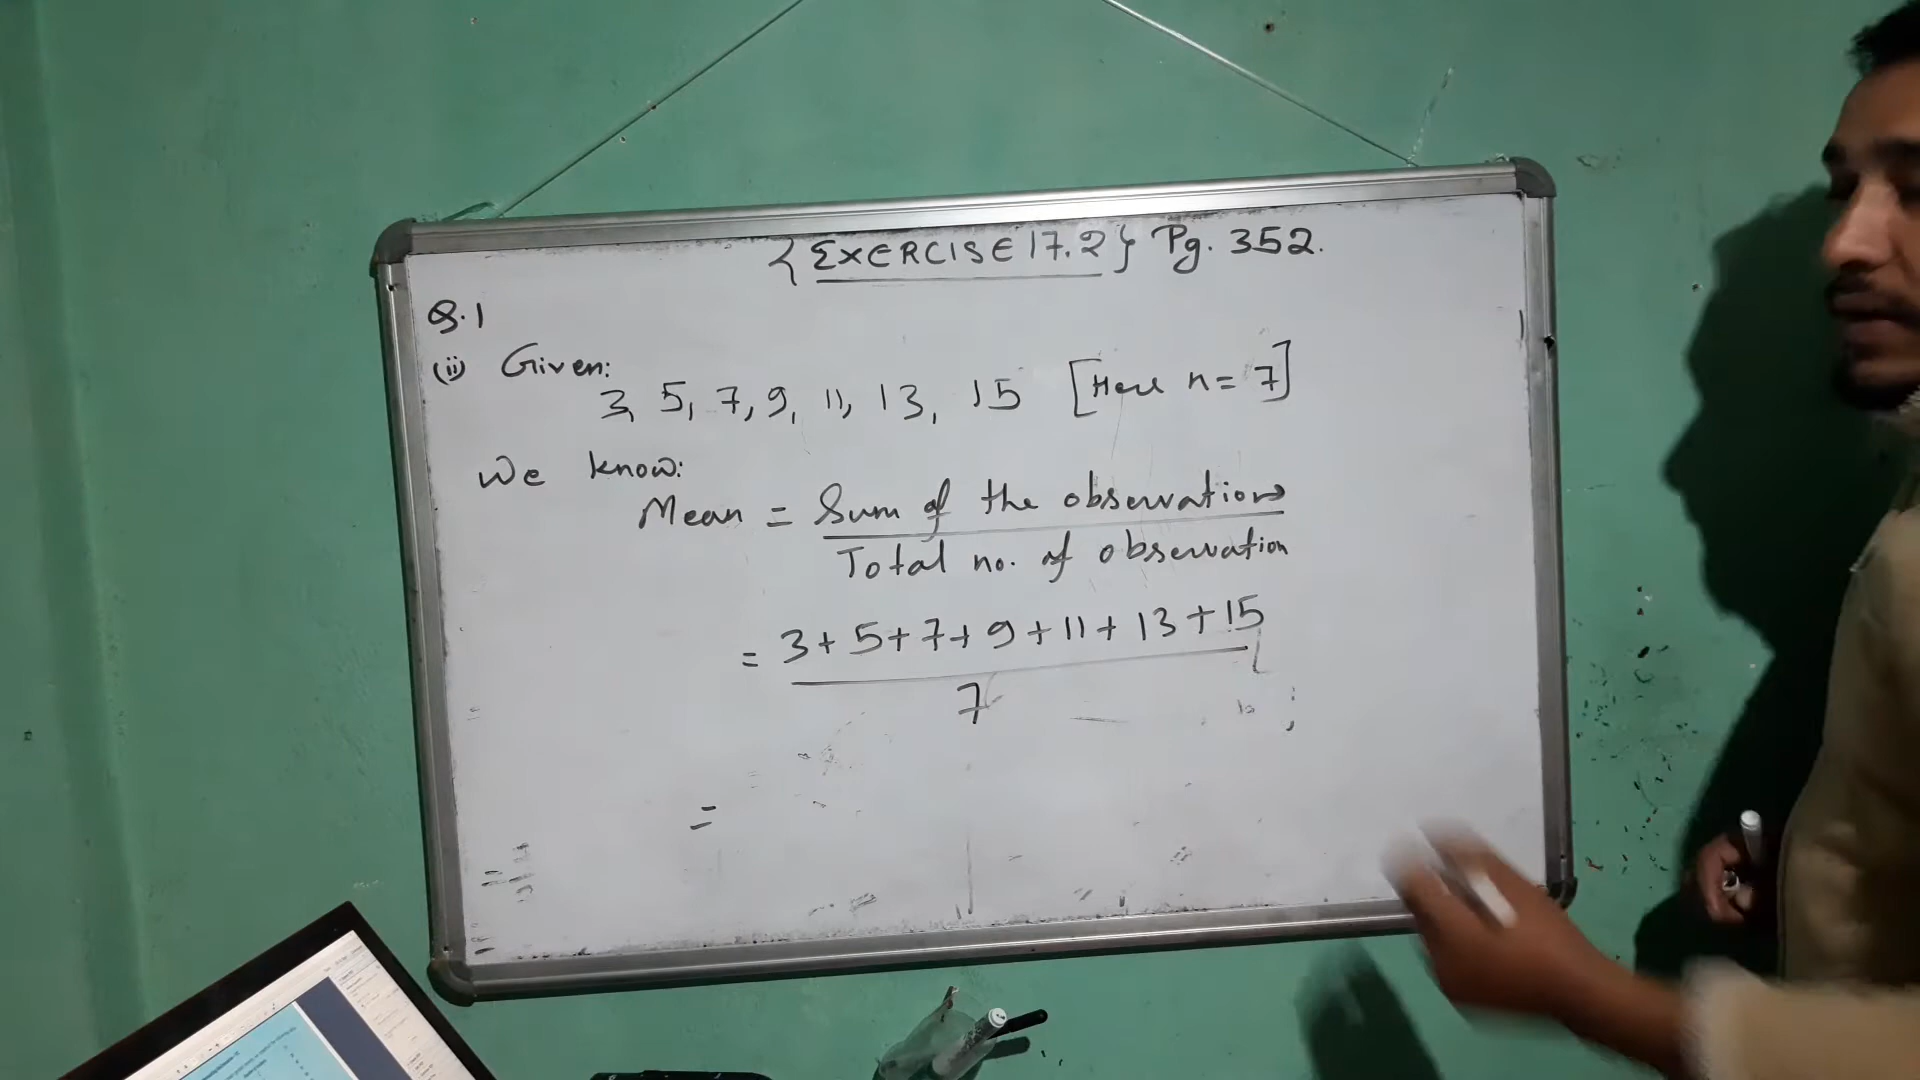 {EXERCISE 17.2} Pg. 352.
Q.1
(ii) Given:
3, 5, 7, 9, 11, 13, 15 [Here n = 7]
We know:
Mean = Sum of the observations
Total no. of observation
= 3 + 5 + 7 + 9 + 11 + 13 + 15
7
=